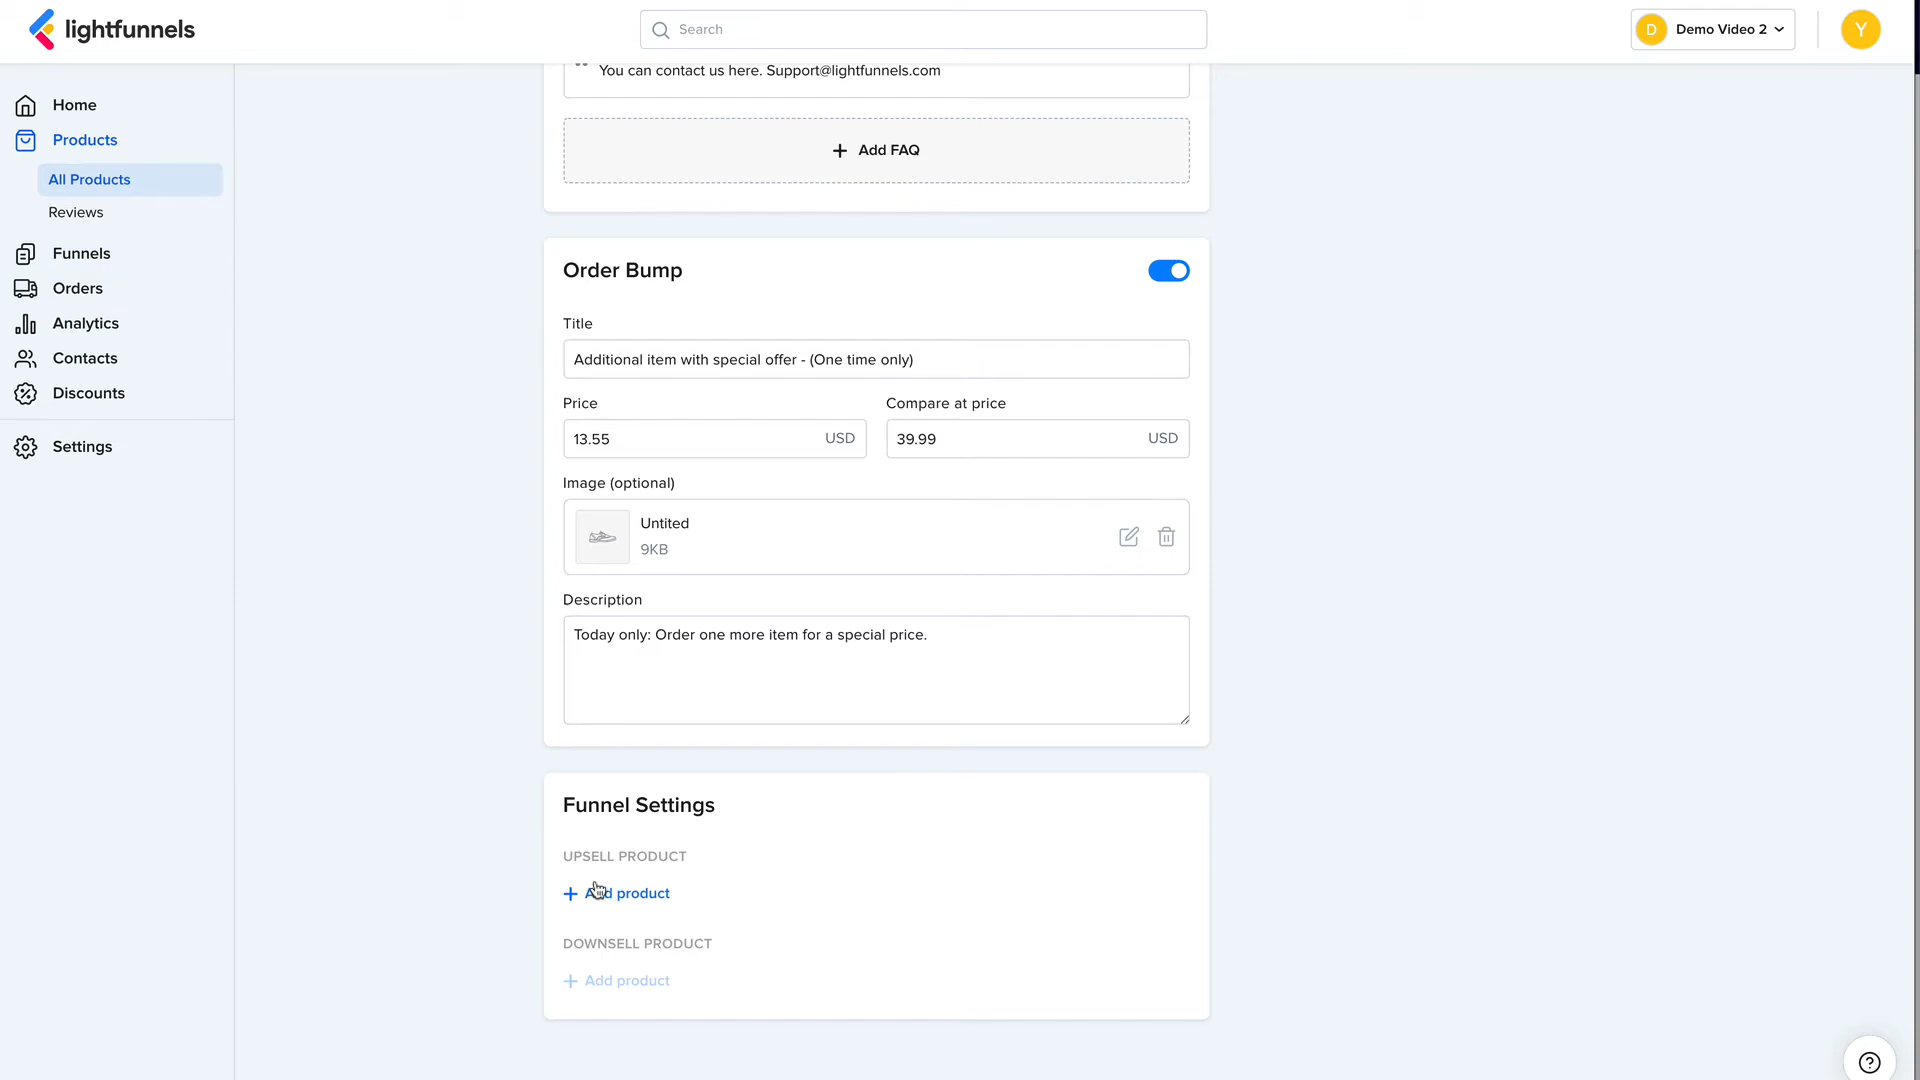 lightfunnels
Search
D
Demo Video 2
Y
Home
Products
All Products
Reviews
Funnels
Orders
Analytics
Contacts
Discounts
Settings
You can contact us here. Support@lightfunnels.com
Add FAQ
Order Bump
Title
Additional item with special offer - (One time only)
Price
Compare at price
13.55 USD
39.99 USD
Image (optional)
Untited
9KB
Description
Today only: Order one more item for a special price.
Funnel Settings
UPSELL PRODUCT
Add product
DOWNSELL PRODUCT
Add product